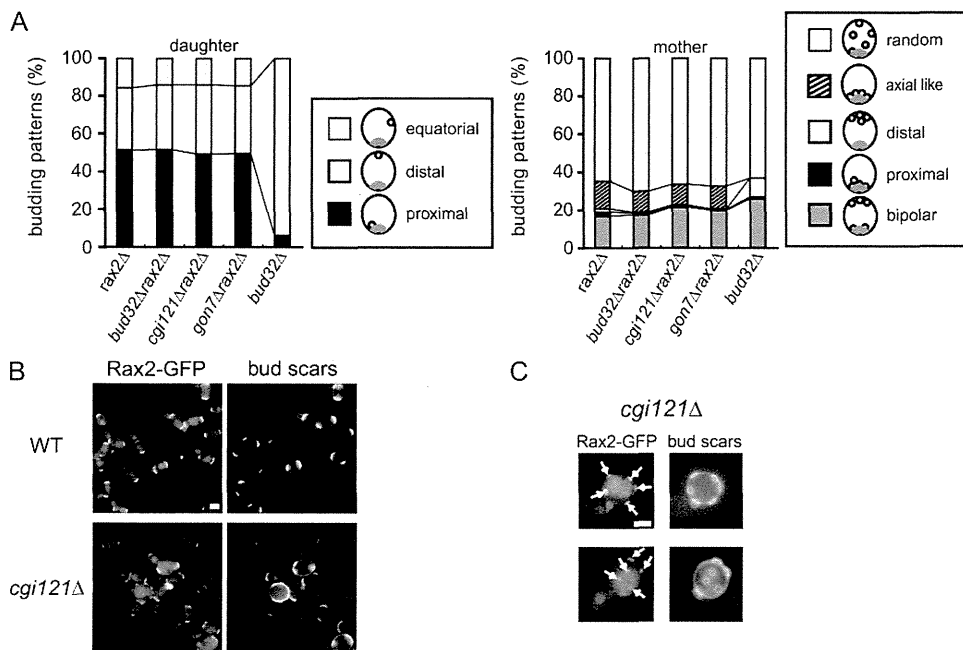 A
daughter
budding patterns (%)
100
80
60
40
20
0
rax2Δ
bud32Δrax2Δ
cgi121Δrax2Δ
gon7Δrax2Δ
bud32Δ
equatorial
distal
proximal
mother
budding patterns (%)
100
80
60
40
20
0
rax2Δ
bud32Δrax2Δ
cgi121Δrax2Δ
gon7Δrax2Δ
bud32Δ
random
axial like
distal
proximal
bipolar
B
Rax2-GFP
bud scars
WT
cgi121Δ
C
cgi121Δ
Rax2-GFP
bud scars